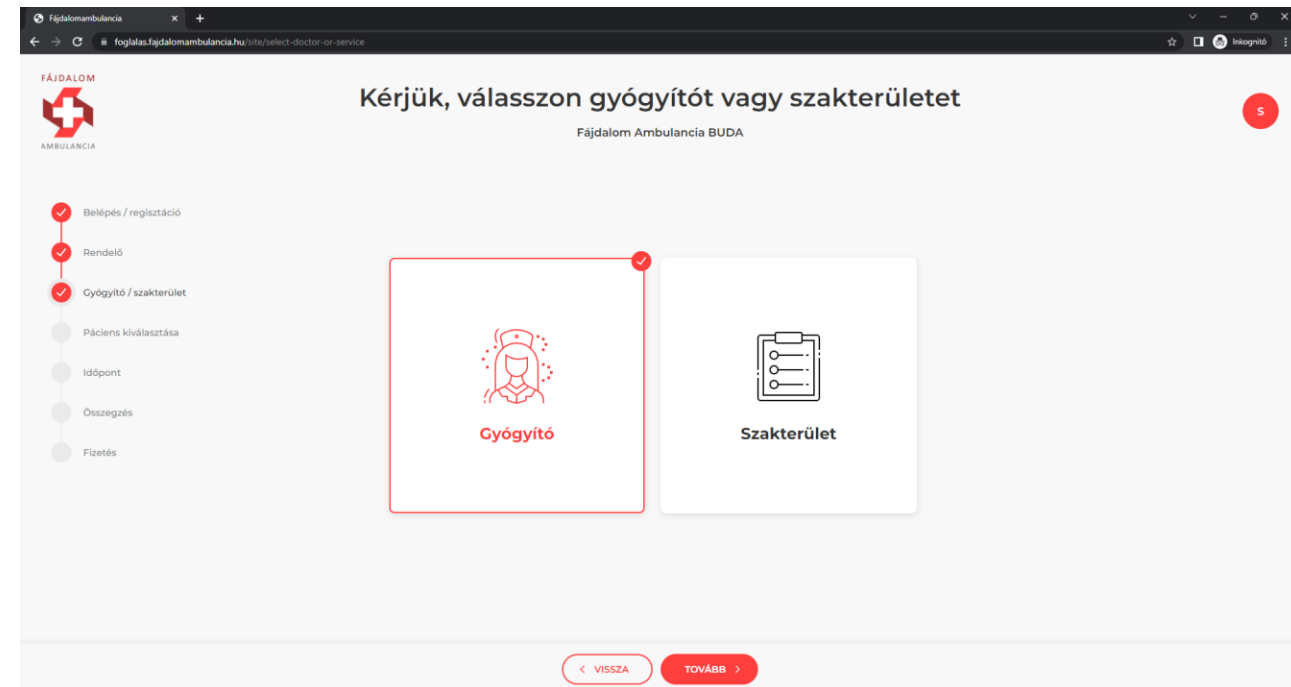 Fájdalomambulancia
foglalas.fajdalomambulancia.hu/site/select-doctor-or-service
Inkognitó
FÁJDALOM
AMBULANCIA
Kérjük, válasszon gyógyítót vagy szakterületet
Fájdalom Ambulancia BUDA
S
Belépés / regisztáció
Rendelő
Gyógyító / szakterület
Páciens kiválasztása
Időpont
Összegzés
Fizetés
Gyógyító
Szakterület
VISSZA
TOVÁBB